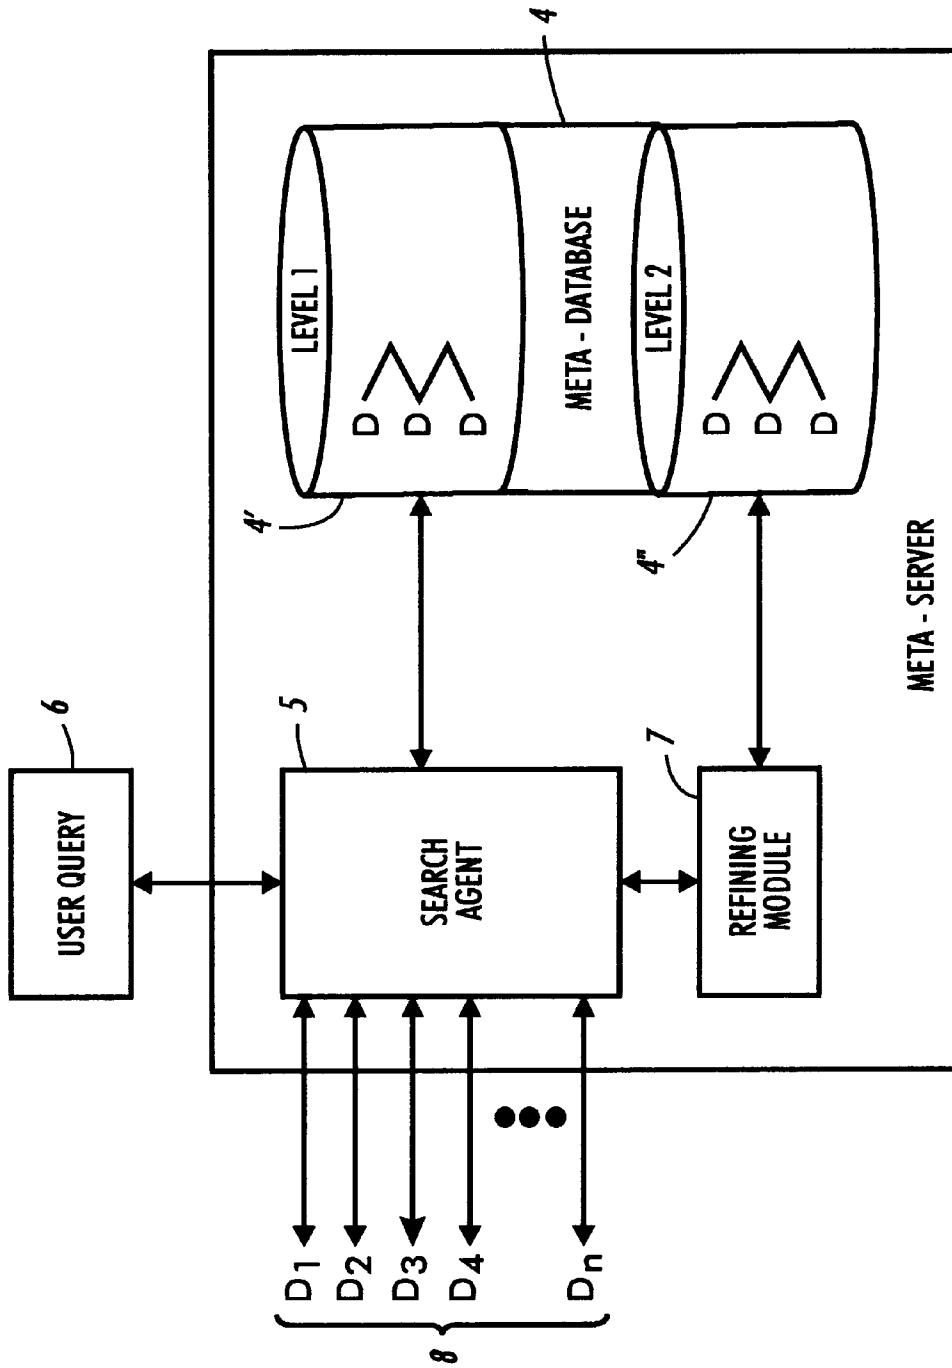 6
USER QUERY
5
SEARCH
AGENT
7
REFINING
MODULE
D1
D2
D3
D4
Dn
8
4
4'
LEVEL 1
D
D
D
META - DATABASE
4"
LEVEL 2
D
D
D
META - SERVER